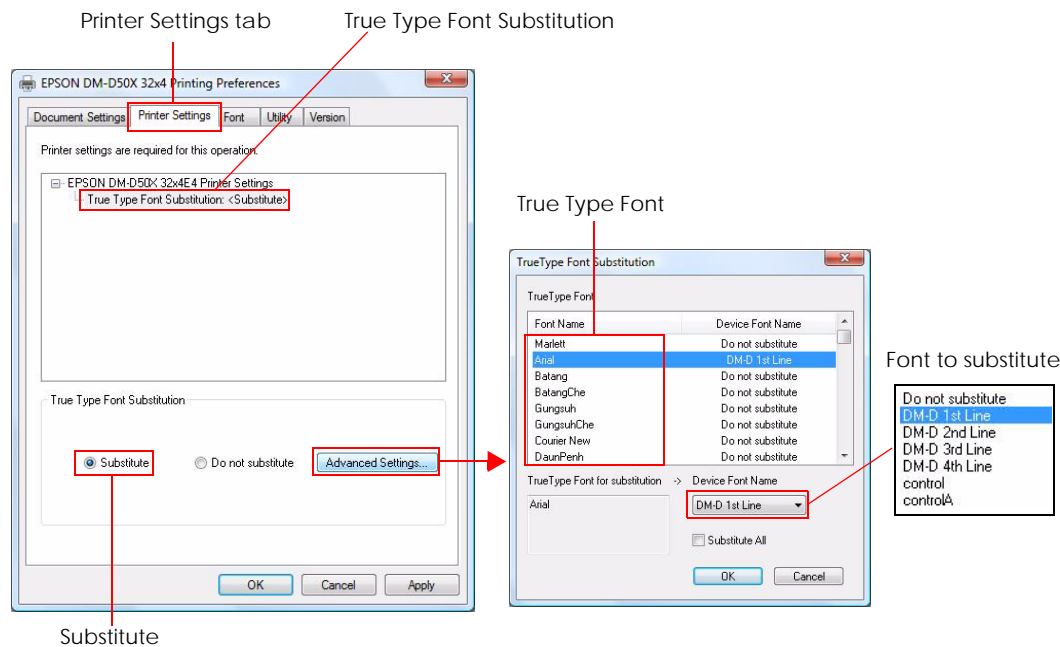 Printer Settings tab
True Type Font Substitution
EPSON DM-D50X 32x4 Printing Preferences
Document Settings Printer Settings Font Utility Version
Printer settings are required for this operation.
EPSON DM-D50X 32x4E4 Printer Settings
True Type Font Substitution: <Substitute>
True Type Font Substitution
Substitute
Do not substitute
Advanced Settings...
OK Cancel Apply
Substitute
True Type Font
TrueType Font Substitution
TrueType Font
Font Name Device Font Name
Marlett Do not substitute
Arial DM-D 1st Line
Batang Do not substitute
BatangChe Do not substitute
Gungsuh Do not substitute
GungsuhChe Do not substitute
Courier New Do not substitute
DaunPenh Do not substitute
TrueType Font for substitution -> Device Font Name
Arial
DM-D 1st Line
Substitute All
OK Cancel
Font to substitute
Do not substitute
DM-D 1st Line
DM-D 2nd Line
DM-D 3rd Line
DM-D 4th Line
control
controlA